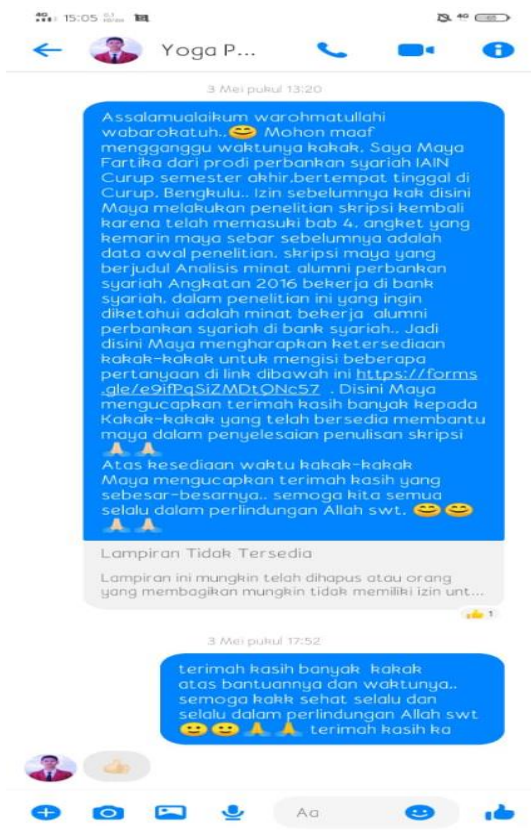 15:05
Yoga P...
3 Mei pukul 13:20
Assalamualaikum warohmatullahi
wabarokatuh..😊 Mohon maaf
mengganggu waktunya kakak. Saya Maya
Fartika dari prodi perbankan syariah IAIN
Curup semester akhir.bertempat tinggal di
Curup. Bengkulu.. Izin sebelumnya kak disini
Maya melakukan penelitian skripsi kembali
karena telah memasuki bab 4. angket yang
kemarin maya sebar sebelumnya adalah
data awal penelitian. skripsi maya yang
berjudul Analisis minat alumni perbankan
syariah Angkatan 2016 bekerja di bank
syariah. dalam penelitian ini yang ingin
diketahui adalah minat bekerja alumni
perbankan syariah di bank syariah.. Jadi
disini Maya mengharapkan ketersediaan
kakak-kakak untuk mengisi beberapa
pertanyaan di link dibawah ini https://forms
.gle/e9ifPqSiZMDtQNc57 . Disini Maya
mengucapkan terimah kasih banyak kepada
Kakak-kakak yang telah bersedia membantu
maya dalam penyelesaian penulisan skripsi
🙏🙏
Atas kesediaan waktu kakak-kakak
Maya mengucapkan terimah kasih yang
sebesar-besarnya.. semoga kita semua
selalu dalam perlindungan Allah swt. 😊😊
🙏🙏
Lampiran Tidak Tersedia
Lampiran ini mungkin telah dihapus atau orang
yang membagikan mungkin tidak memiliki izin unt...
👍 1
3 Mei pukul 17:52
terimah kasih banyak kakak
atas bantuannya dan waktunya..
semoga kakk sehat selalu dan
selalu dalam perlindungan Allah swt
🙂🙂🙏🙏 terimah kasih ka
Aa